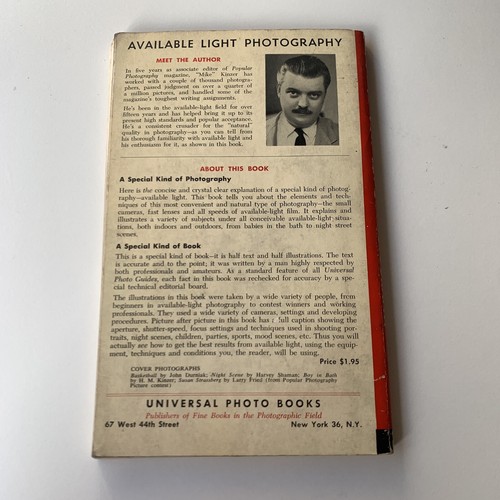 AVAILABLE LIGHT PHOTOGRAPHY
MEET THE AUTHOR
In five years as associate editor of Popular
Photography magazine, "Mike" Kinzer has
worked with a couple of thousand photogra-
phers, passed judgment on over a quarter of
a million pictures, and handled some of the
magazine's toughest writing assignments.
He's been in the available-light field for over
fifteen years and has helped bring it up to its
present high standards and popular acceptance.
He's a consistent crusader for the "natural"
quality in photography—as you can tell from
his thorough familiarity with available light and
his enthusiasm for it, as shown in this book.
ABOUT THIS BOOK
A Special Kind of Photography
Here is the concise and crystal clear explanation of a special kind of photog-
raphy—available light. This book tells you about the elements and tech-
niques of this most convenient and natural type of photography—the small
cameras, fast lenses and all speeds of available-light film. It explains and
illustrates a variety of subjects under all conceivable available-light situa-
tions, both indoors and outdoors, from babies in the bath to night street
scenes.
A Special Kind of Book
This is a special kind of book—it is half text and half illustrations. The text
is accurate and to the point; it was written by a man highly respected by
both professionals and amateurs. As a standard feature of all Universal
Photo Guides, each fact in this book was rechecked for accuracy by a spe-
cial technical editorial board.
The illustrations in this book were taken by a wide variety of people, from
beginners in available-light photography to contest winners and working
professionals. They used a wide variety of cameras, settings and developing
procedures. Picture after picture in this book has a full caption showing the
aperture, shutter-speed, focus settings and techniques used in shooting por-
traits, night scenes, children, parties, sports, mood scenes, etc. Thus you will
actually see how to get the best results from available light, using the equip-
ment, techniques and conditions you, the reader, will be using.
Price $1.95
COVER PHOTOGRAPHS
Basketball by John Durniak; Night Scene by Harvey Shaman; Boy in Bath
by H. M. Kinzer; Susan Strasberg by Larry Fried (from Popular Photography
Picture contest)
UNIVERSAL PHOTO BOOKS
Publishers of Fine Books in the Photographic Field
67 West 44th Street New York 36, N.Y.